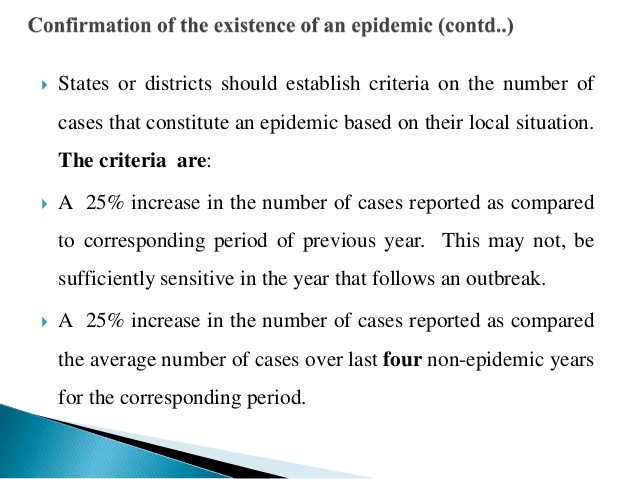 Confirmation of the existence of an epidemic (contd..)
States or districts should establish criteria on the number of
cases that constitute an epidemic based on their local situation.
The criteria are:
A 25% increase in the number of cases reported as compared
to corresponding period of previous year. This may not, be
sufficiently sensitive in the year that follows an outbreak.
A 25% increase in the number of cases reported as compared
the average number of cases over last four non-epidemic years
for the corresponding period.